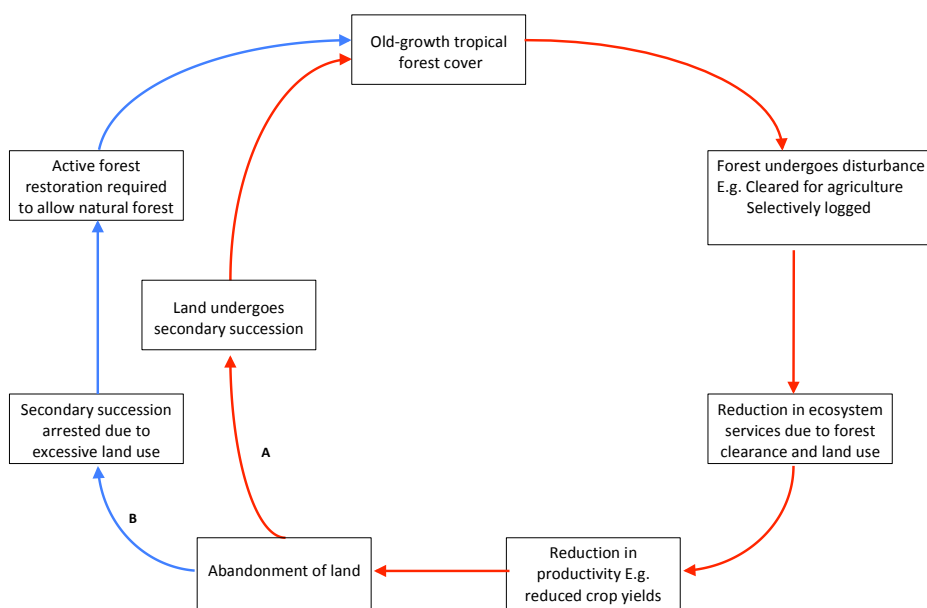 Old-growth tropical
forest cover
Active forest
restoration required
to allow natural forest
Forest undergoes disturbance
E.g. Cleared for agriculture
Selectively logged
Land undergoes
secondary succession
Secondary succession
arrested due to
excessive land use
A
Reduction in ecosystem
services due to forest
clearance and land use
B
Abandonment of land
Reduction in
productivity E.g.
reduced crop yields